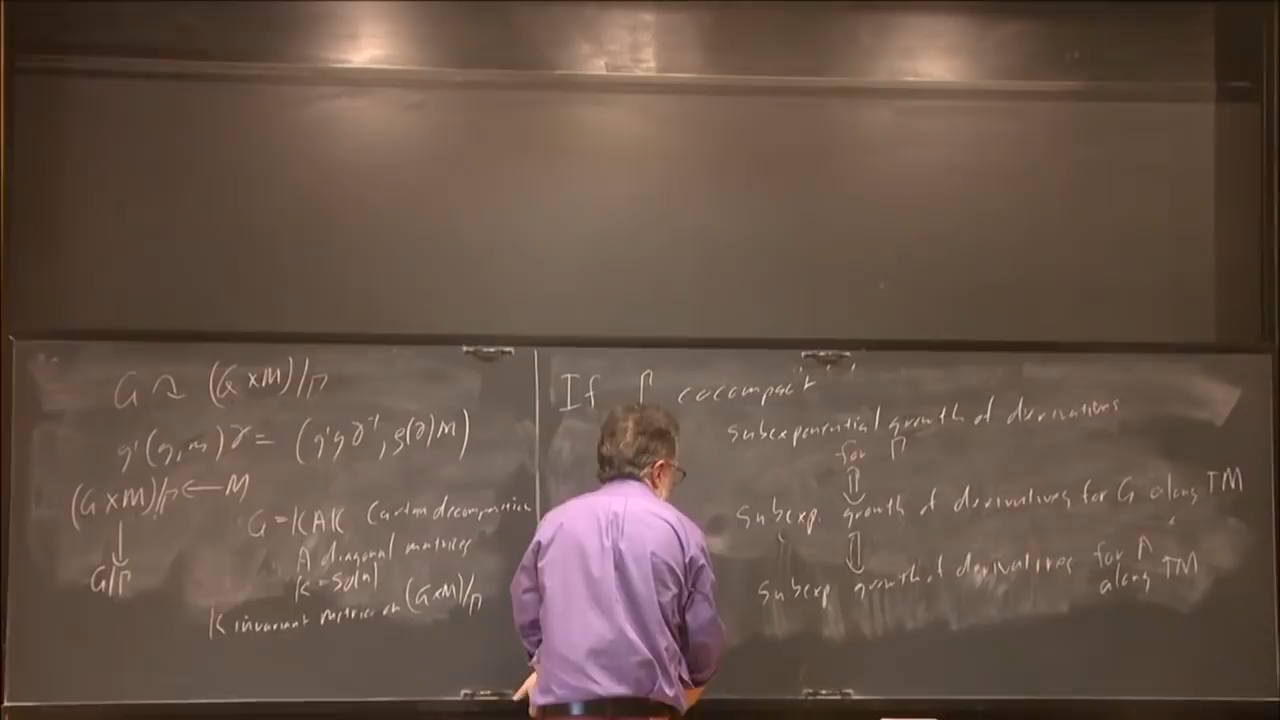 G ↷ (G×M)/Γ
g'(g,m)γ = (g'gγ⁻¹, ρ(γ)m)
(G×M)/Γ ← M
↓
G/Γ
G = KAK Cartan decomposition
A diagonal matrices
K = SO(n)
K invariant metric on (G×M)/Γ
If Γ cocompact
subexponential growth of derivatives
for Γ
⇕
Subexp. growth of derivatives for G along TM
⇕
Subexp growth of derivatives for A
along TM